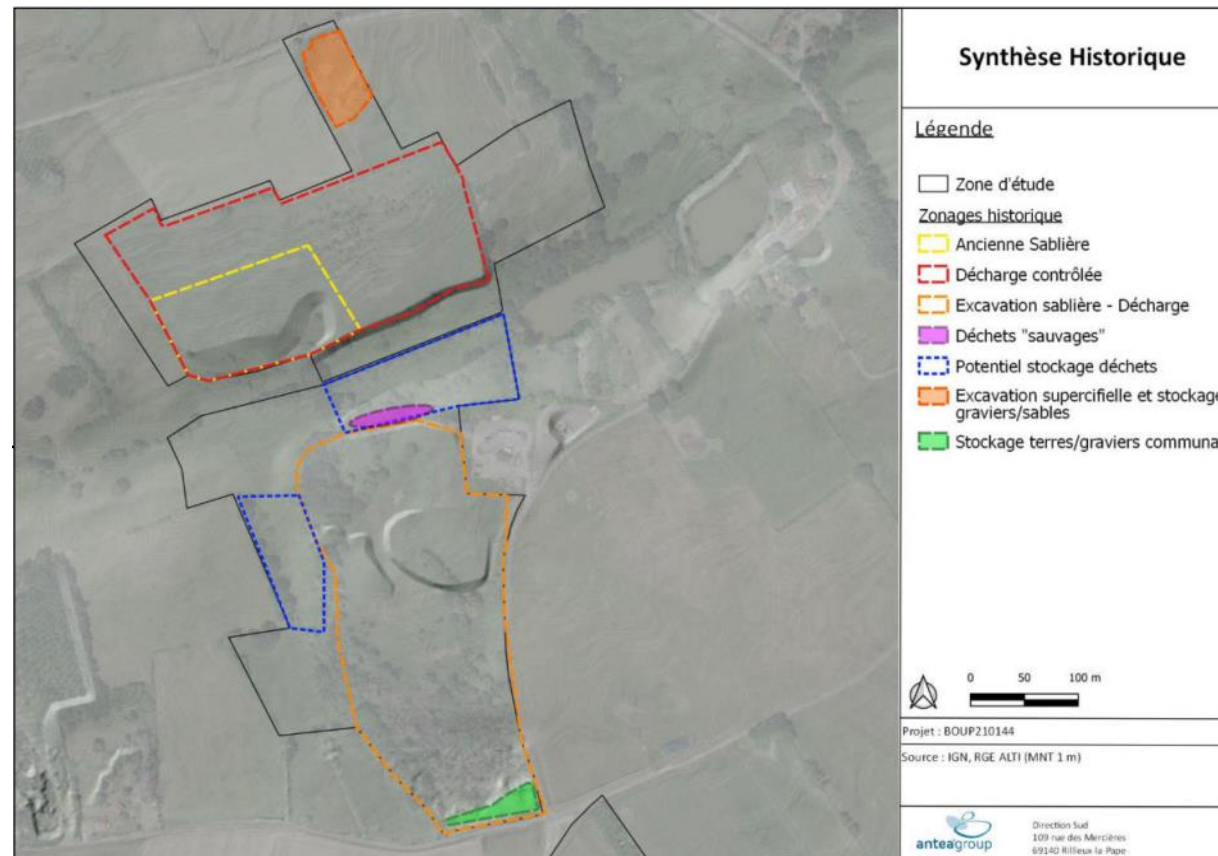 Synthèse Historique
Légende
Zone d'étude
Zonages historique
Ancienne Sablière
Décharge contrôlée
Excavation sablière - Décharge
Déchets "sauvages"
Potentiel stockage déchets
Excavation supercifielle et stockage
graviers/sables
Stockage terres/graviers communa
0 50 100 m
Projet : BOUP210144
Source : IGN, RGE ALTI (MNT 1 m)
anteagroup
Direction Sud
109 rue des Mercières
69140 Rillieux la Pape